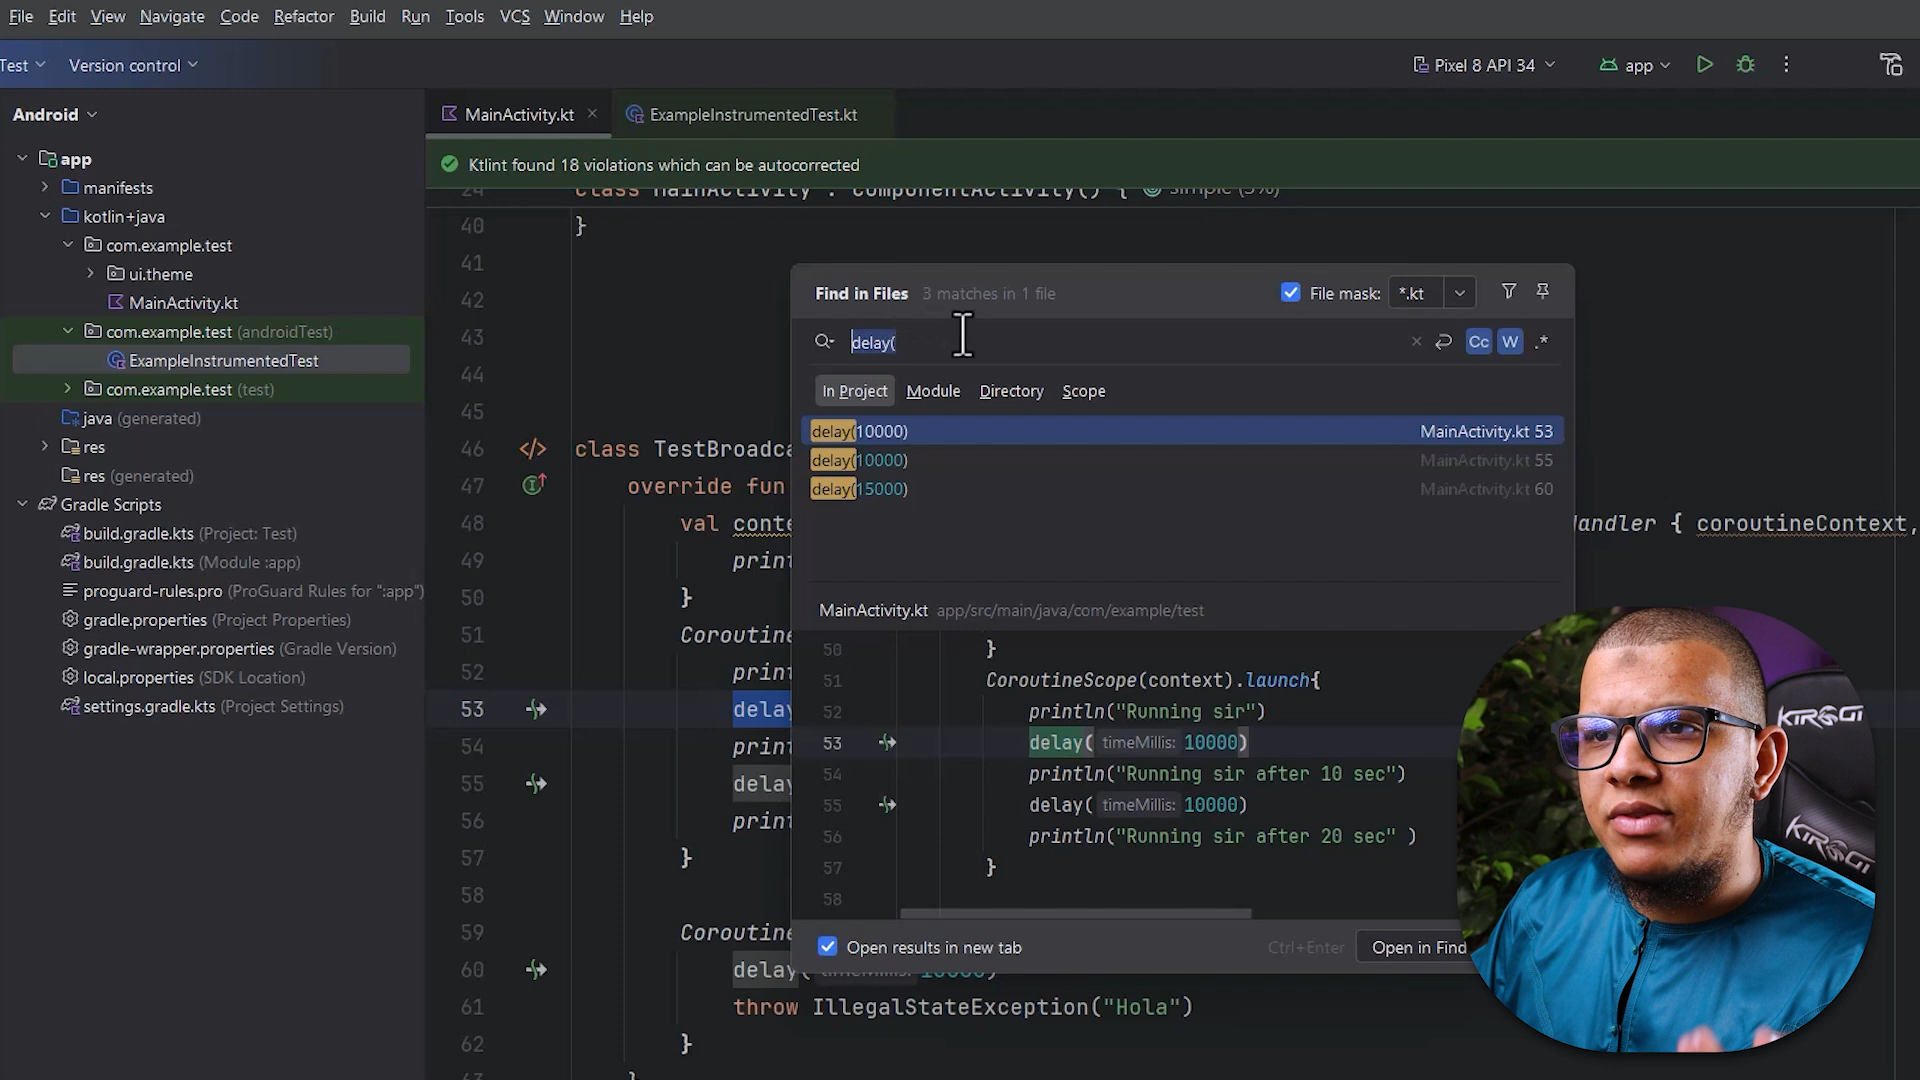 File Edit View Navigate Code Refactor Build Run Tools VCS Window Help
Test Version control Pixel 8 API 34 app
Android
app
manifests
kotlin+java
com.example.test
ui.theme
MainActivity.kt
com.example.test (androidTest)
ExampleInstrumentedTest
com.example.test (test)
java (generated)
res
res (generated)
Gradle Scripts
build.gradle.kts (Project: Test)
build.gradle.kts (Module :app)
proguard-rules.pro (ProGuard Rules for ":app")
gradle.properties (Project Properties)
gradle-wrapper.properties (Gradle Version)
local.properties (SDK Location)
settings.gradle.kts (Project Settings)
MainActivity.kt ExampleInstrumentedTest.kt
Ktlint found 18 violations which can be autocorrected
24 class MainActivity : ComponentActivity() { simple (3%)
40 }
41
42
43
44
45
46 </> class TestBroadca
47 override fun
48 val conte andler { coroutineContext,
49 print
50 }
51 Coroutine
52 print
53 delay
54 print
55 delay
56 print
57 }
58
59 Coroutine
60 delay( timeMillis: )
61 throw IllegalStateException("Hola")
62 }
63 }
Find in Files 3 matches in 1 file File mask: *.kt
delay( Cc W .*
In Project Module Directory Scope
delay(10000) MainActivity.kt 53
delay(10000) MainActivity.kt 55
delay(15000) MainActivity.kt 60
MainActivity.kt app/src/main/java/com/example/test
50 }
51 CoroutineScope(context).launch{
52 println("Running sir")
53 delay( timeMillis: 10000)
54 println("Running sir after 10 sec")
55 delay( timeMillis: 10000)
56 println("Running sir after 20 sec" )
57 }
58
Open results in new tab Ctrl+Enter Open in Find
KIROGI
KIROGI